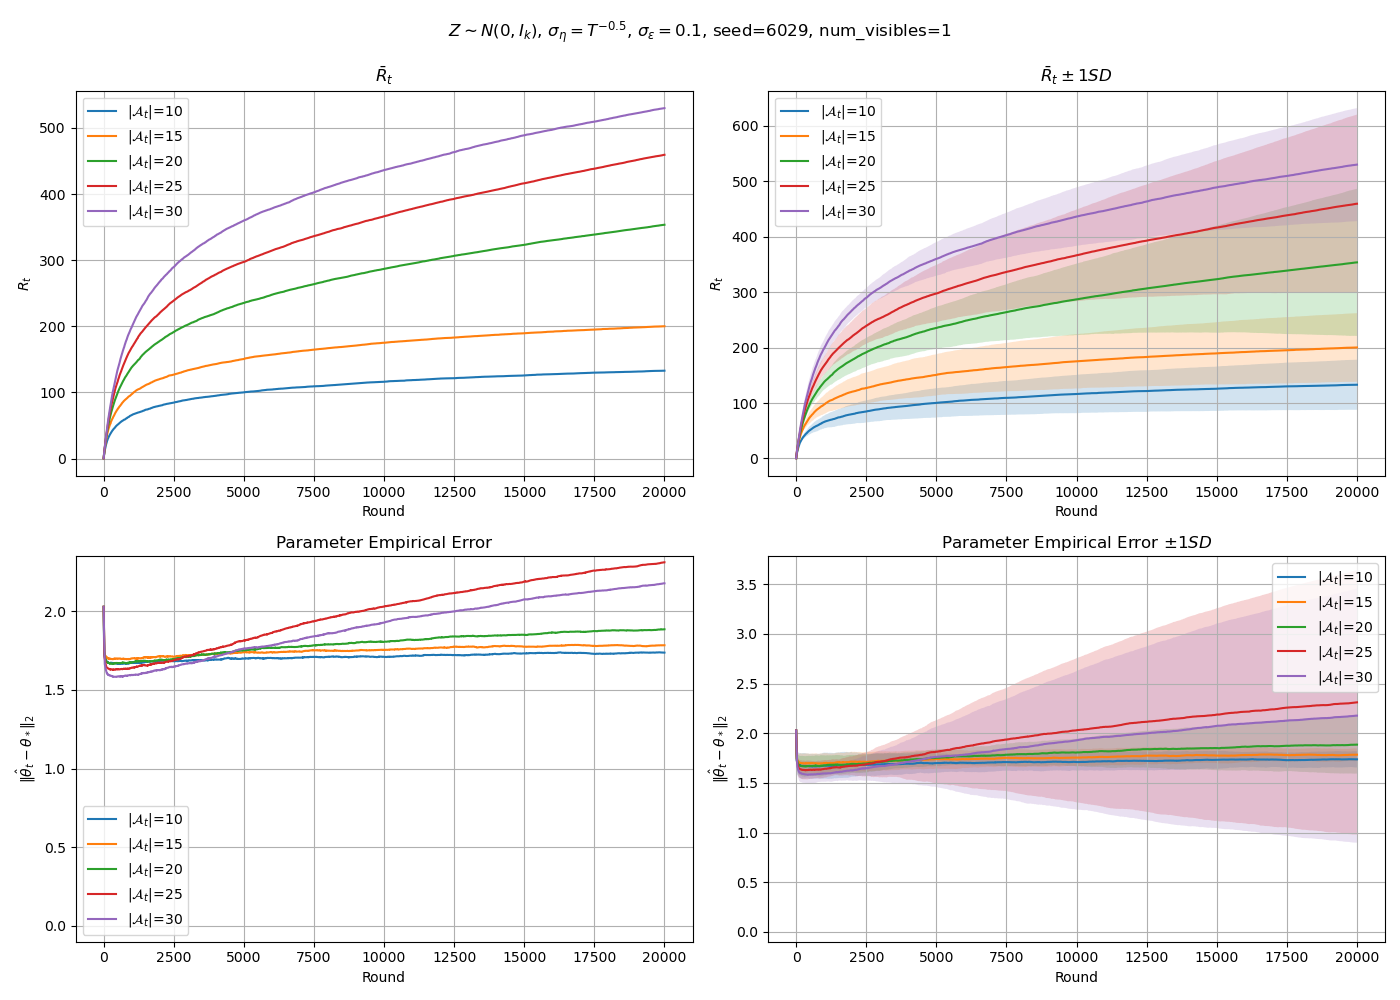 Z ∼ N(0, I_k), σ_η = T^{−0.5}, σ_ε = 0.1, seed=6029, num_visibles=1
R̄_t
R_t
500
400
300
200
100
0
|𝒜_t|=10
|𝒜_t|=15
|𝒜_t|=20
|𝒜_t|=25
|𝒜_t|=30
0 2500 5000 7500 10000 12500 15000 17500 20000
Round
R̄_t ± 1SD
R_t
600
500
400
300
200
100
0
|𝒜_t|=10
|𝒜_t|=15
|𝒜_t|=20
|𝒜_t|=25
|𝒜_t|=30
0 2500 5000 7500 10000 12500 15000 17500 20000
Round
Parameter Empirical Error
‖θ̂_t − θ_*‖_2
2.0
1.5
1.0
0.5
0.0
|𝒜_t|=10
|𝒜_t|=15
|𝒜_t|=20
|𝒜_t|=25
|𝒜_t|=30
0 2500 5000 7500 10000 12500 15000 17500 20000
Round
Parameter Empirical Error ±1SD
‖θ̂_t − θ_*‖_2
3.5
3.0
2.5
2.0
1.5
1.0
0.5
0.0
|𝒜_t|=10
|𝒜_t|=15
|𝒜_t|=20
|𝒜_t|=25
|𝒜_t|=30
0 2500 5000 7500 10000 12500 15000 17500 20000
Round